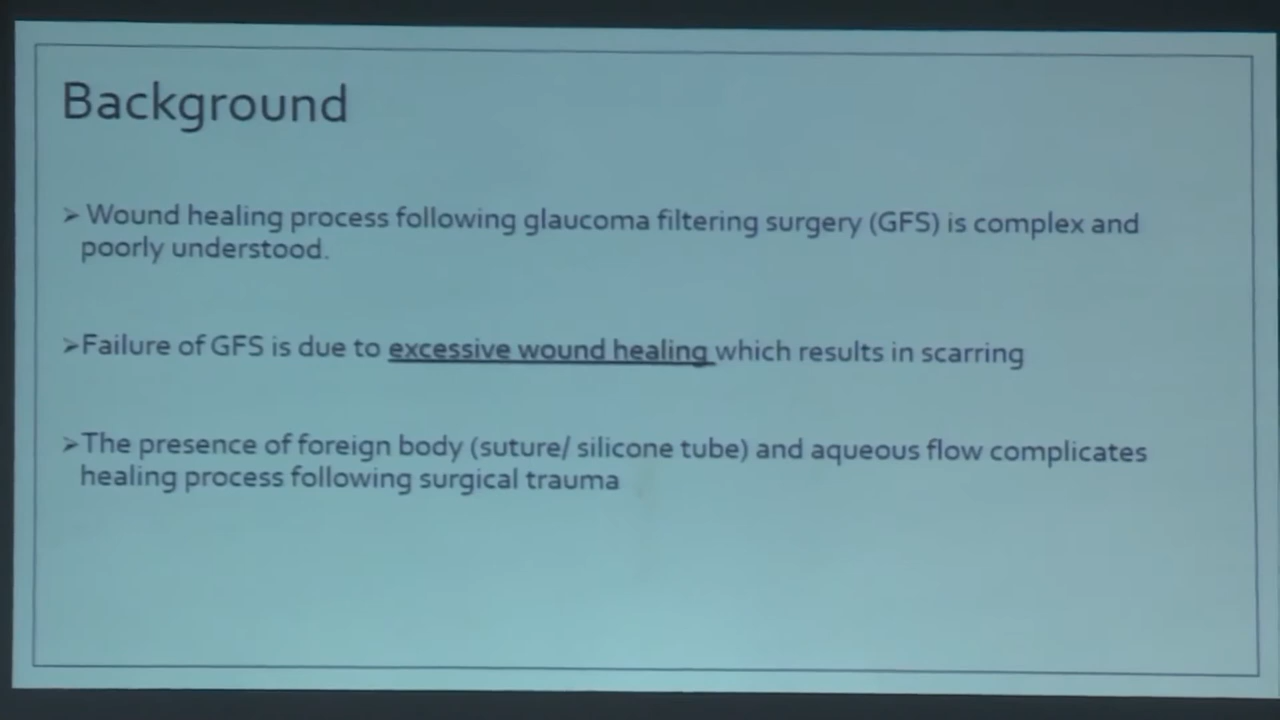 Background
➢ Wound healing process following glaucoma filtering surgery (GFS) is complex and
poorly understood.
➢Failure of GFS is due to excessive wound healing which results in scarring
➢The presence of foreign body (suture/ silicone tube) and aqueous flow complicates
healing process following surgical trauma